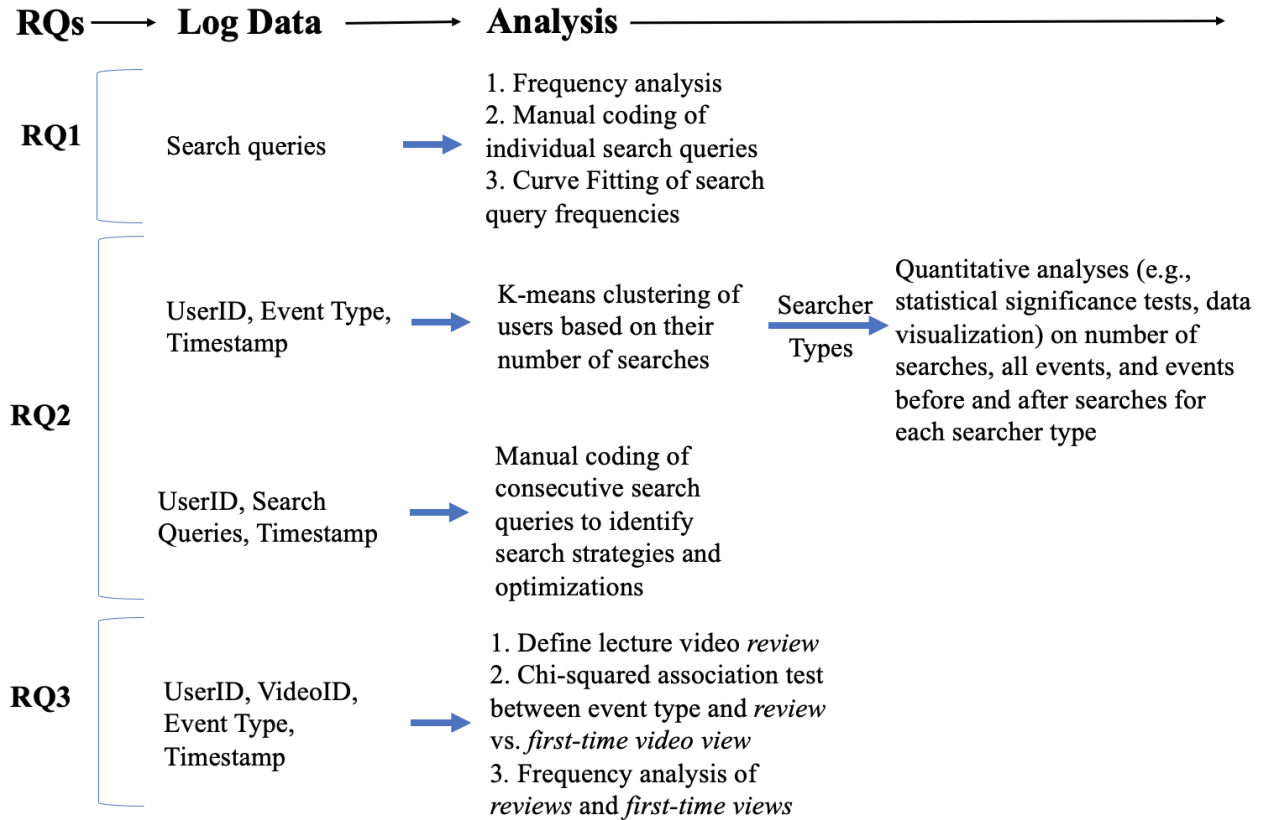 RQs Log Data Analysis
RQ1
Search queries
1. Frequency analysis
2. Manual coding of
individual search queries
3. Curve Fitting of search
query frequencies
RQ2
UserID, Event Type,
Timestamp
K-means clustering of
users based on their
number of searches
Searcher
Types
Quantitative analyses (e.g.,
statistical significance tests, data
visualization) on number of
searches, all events, and events
before and after searches for
each searcher type
UserID, Search
Queries, Timestamp
Manual coding of
consecutive search
queries to identify
search strategies and
optimizations
RQ3
UserID, VideoID,
Event Type,
Timestamp
1. Define lecture video review
2. Chi-squared association test
between event type and review
vs. first-time video view
3. Frequency analysis of
reviews and first-time views